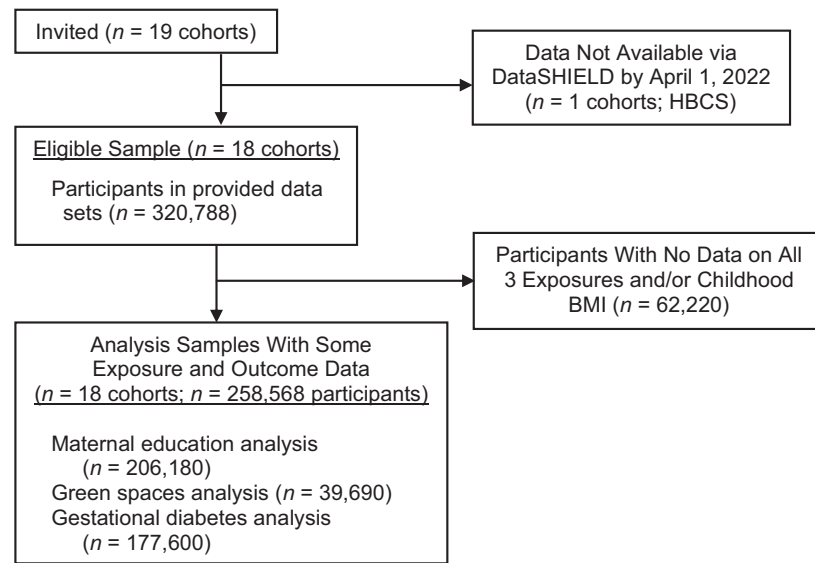 Invited (n = 19 cohorts)
Data Not Available via
DataSHIELD by April 1, 2022
(n = 1 cohorts; HBCS)
Eligible Sample (n = 18 cohorts)
Participants in provided data
sets (n = 320,788)
Participants With No Data on All
3 Exposures and/or Childhood
BMI (n = 62,220)
Analysis Samples With Some
Exposure and Outcome Data
(n = 18 cohorts; n = 258,568 participants)
Maternal education analysis
(n = 206,180)
Green spaces analysis (n = 39,690)
Gestational diabetes analysis
(n = 177,600)